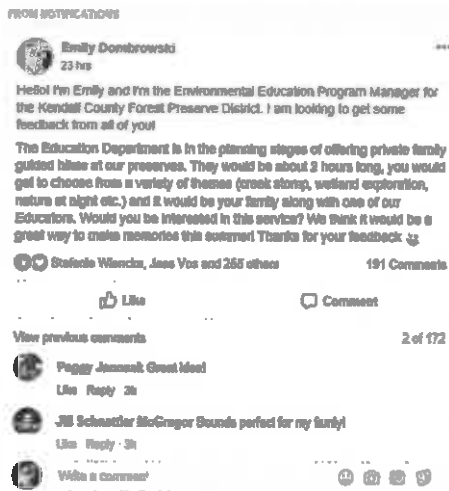 FROM NOTIFICATIONS
Emily Dombrowski
23 hrs
Hello! I'm Emily and I'm the Environmental Education Program Manager for
the Kendall County Forest Preserve District. I am looking to get some
feedback from all of you!
The Education Department is in the planning stages of offering private family
guided hikes at our preserves. They would be about 2 hours long, you would
get to choose from a variety of themes (creek stomp, wetland exploration,
nature at night etc.) and it would be your family along with one of our
Educators. Would you be interested in this service? We think it would be a
great way to make memories this summer! Thanks for your feedback
Stefanie Wiencke, Jess Vos and 255 others 191 Comments
Like Comment
View previous comments 2 of 172
Peggy Great Idea!
Like Reply 3h
Jill Schnettler McGregor Sounds perfect for my family!
Like Reply · 3h
Write a comment